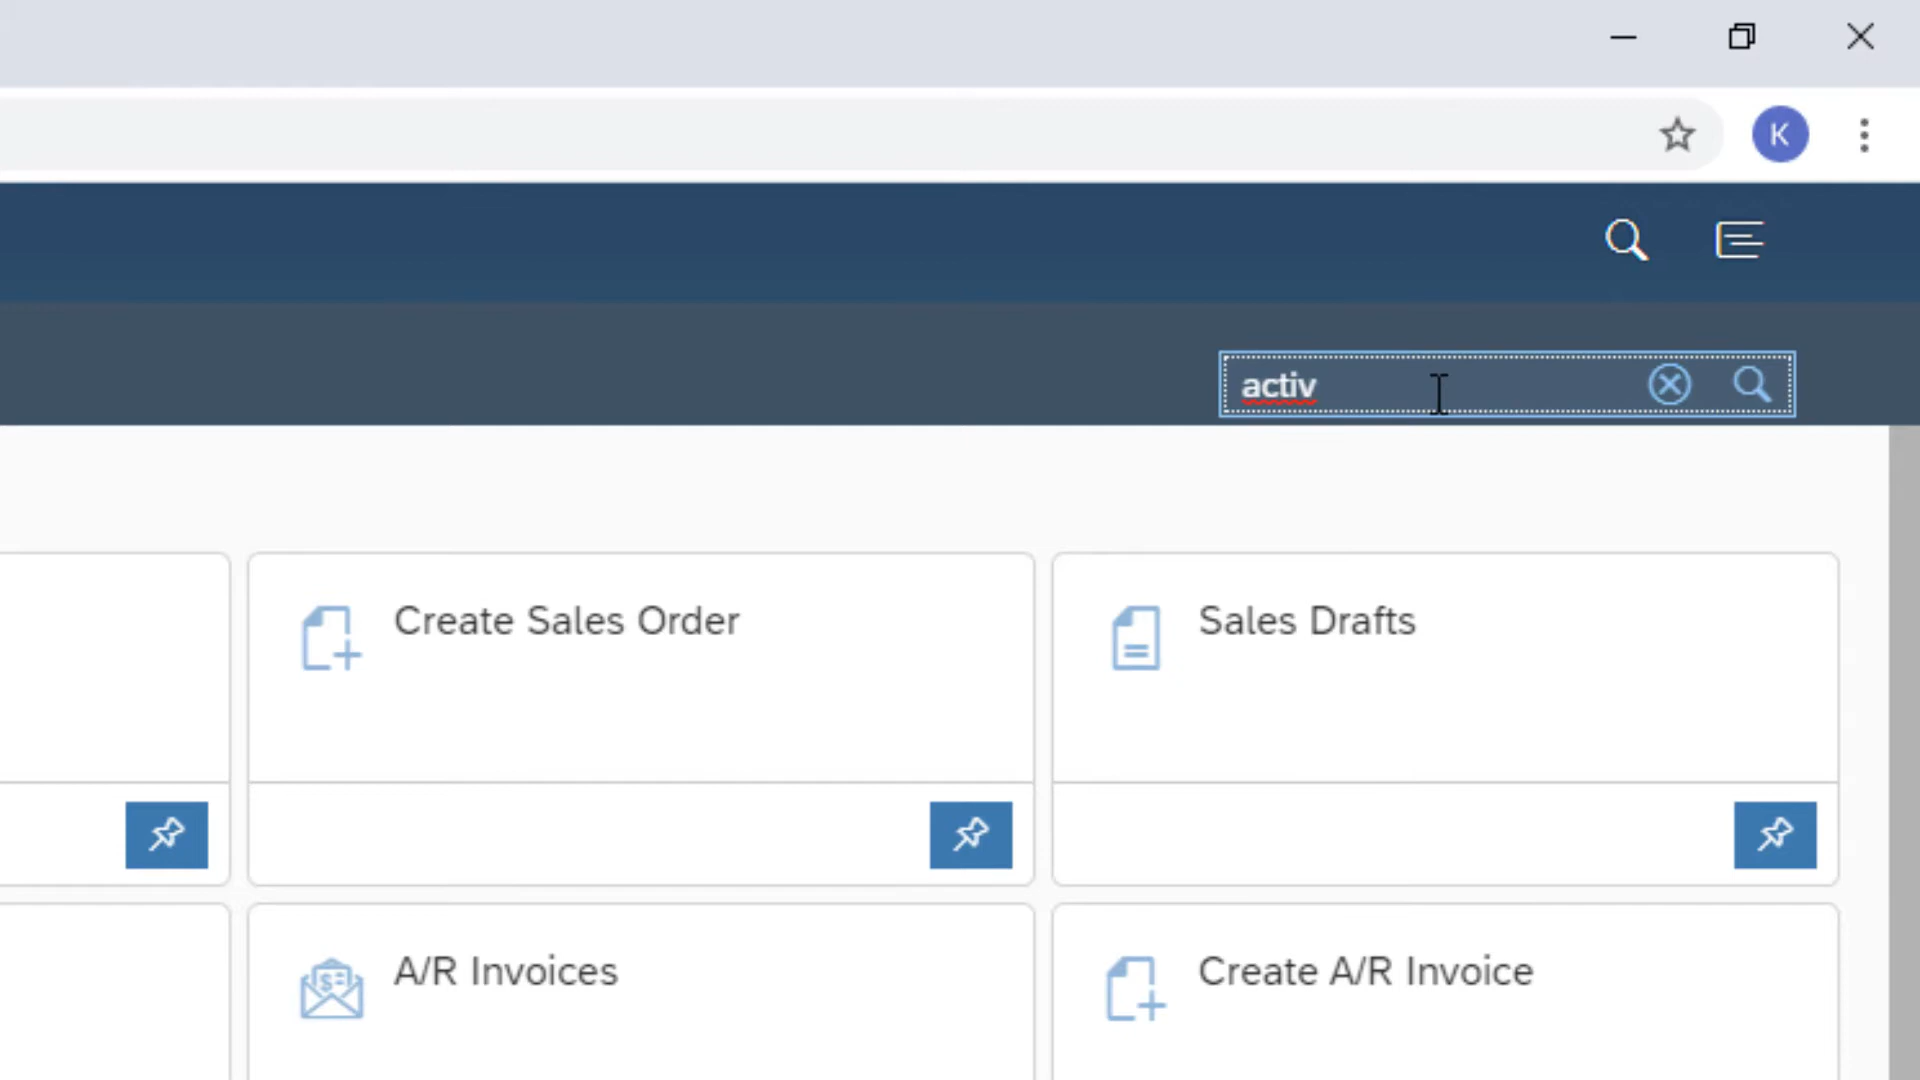 K
activ
Create Sales Order
Sales Drafts
A/R Invoices
Create A/R Invoice